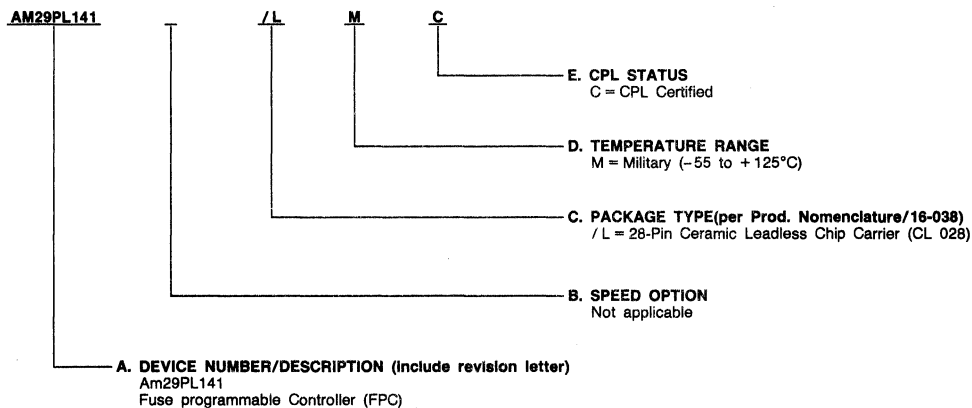 AM29PL141 – /L M C
E. CPL STATUS
C = CPL Certified
D. TEMPERATURE RANGE
M = Military (–55 to +125°C)
C. PACKAGE TYPE(per Prod. Nomenclature/16-038)
/L = 28-Pin Ceramic Leadless Chip Carrier (CL 028)
B. SPEED OPTION
Not applicable
A. DEVICE NUMBER/DESCRIPTION (include revision letter)
Am29PL141
Fuse programmable Controller (FPC)